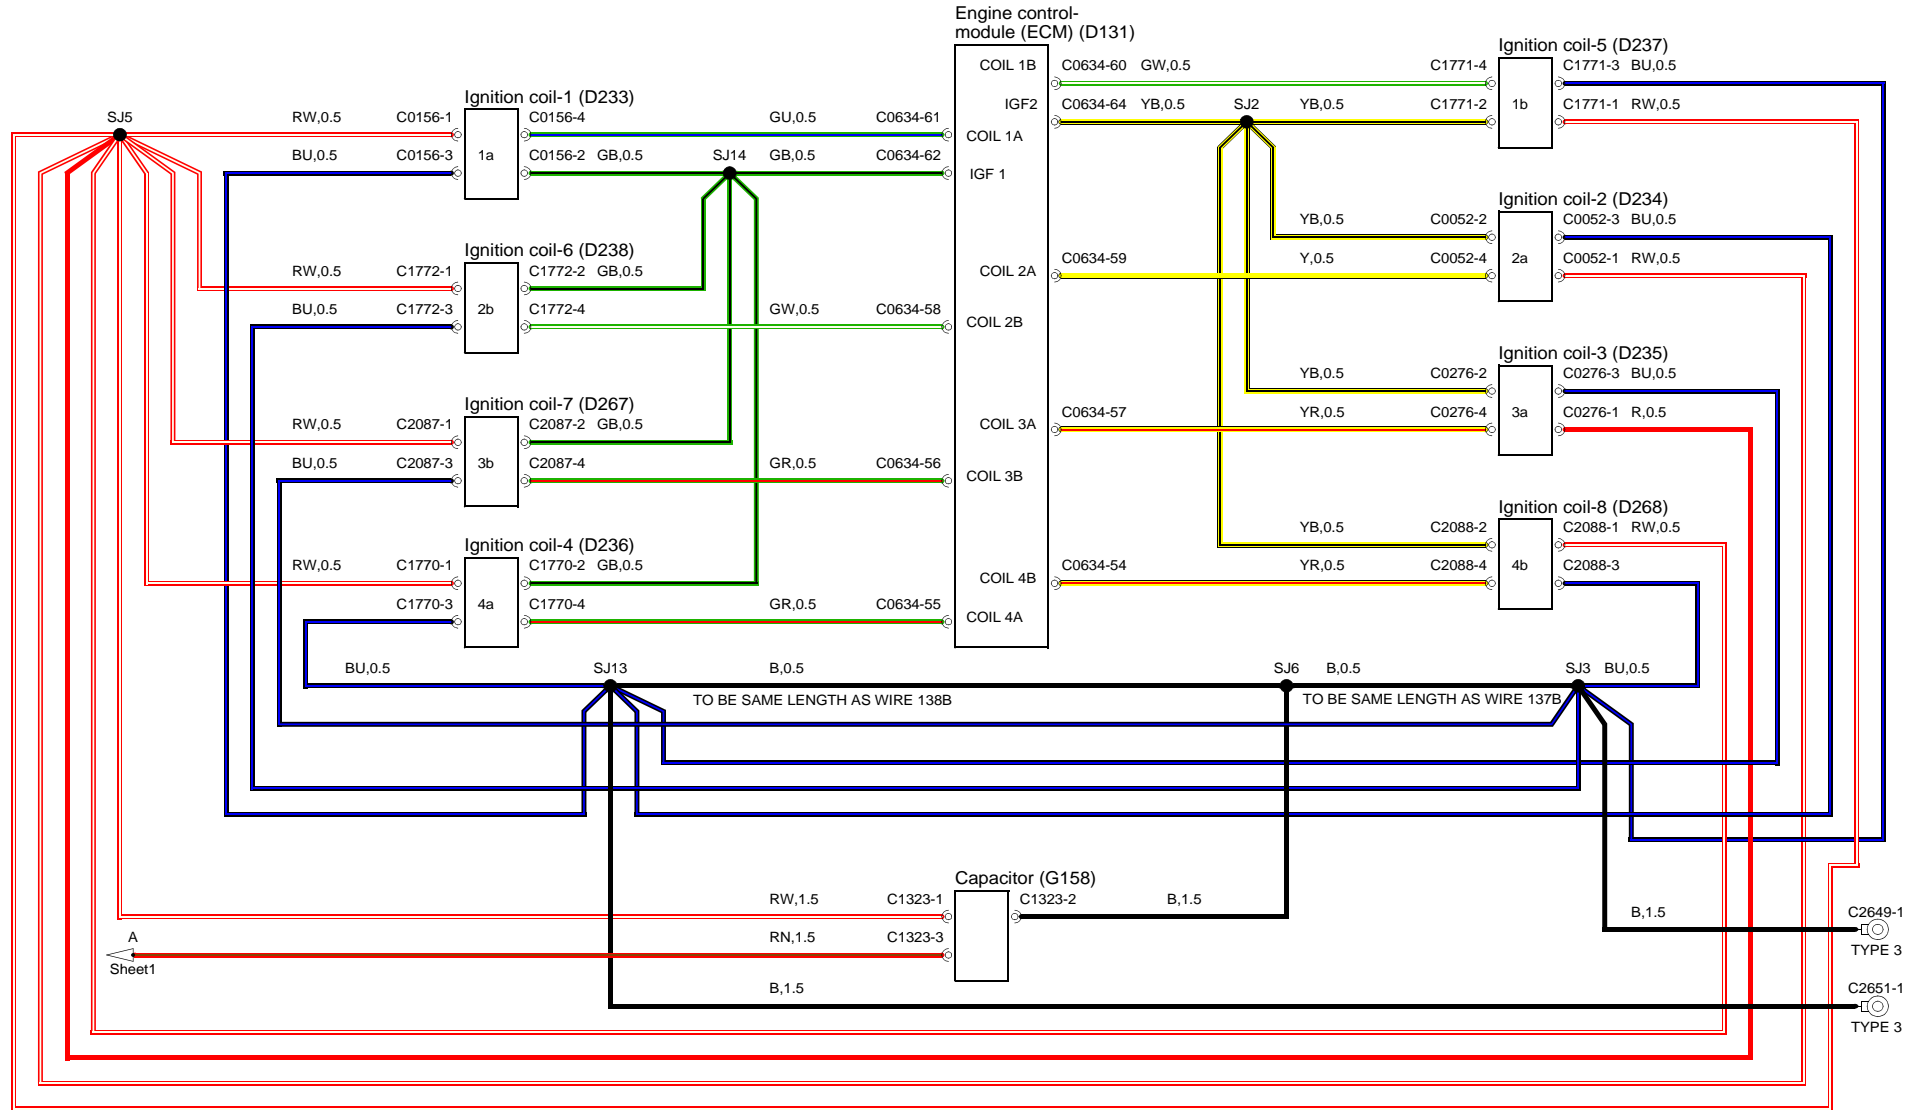 Engine control-
module (ECM) (D131)
COIL 1B
C0634-60 GW,0.5
C1771-4
Ignition coil-5 (D237)
C1771-3 BU,0.5
IGF2
C0634-64 YB,0.5
SJ2
YB,0.5
C1771-2
1b
C1771-1 RW,0.5
SJ5
RW,0.5
C0156-1
Ignition coil-1 (D233)
C0156-4
GU,0.5
C0634-61
COIL 1A
BU,0.5
C0156-3
1a
C0156-2 GB,0.5
SJ14
GB,0.5
C0634-62
IGF 1
Ignition coil-2 (D234)
YB,0.5
C0052-2
C0052-3 BU,0.5
Ignition coil-6 (D238)
RW,0.5
C1772-1
C1772-2 GB,0.5
COIL 2A
C0634-59
Y,0.5
C0052-4
2a
C0052-1 RW,0.5
BU,0.5
C1772-3
2b
C1772-4
GW,0.5
C0634-58
COIL 2B
Ignition coil-3 (D235)
YB,0.5
C0276-2
C0276-3 BU,0.5
Ignition coil-7 (D267)
RW,0.5
C2087-1
C2087-2 GB,0.5
COIL 3A
C0634-57
YR,0.5
C0276-4
3a
C0276-1 R,0.5
BU,0.5
C2087-3
3b
C2087-4
GR,0.5
C0634-56
COIL 3B
Ignition coil-8 (D268)
YB,0.5
C2088-2
C2088-1 RW,0.5
Ignition coil-4 (D236)
RW,0.5
C1770-1
C1770-2 GB,0.5
COIL 4B
C0634-54
YR,0.5
C2088-4
4b
C2088-3
C1770-3
4a
C1770-4
GR,0.5
C0634-55
COIL 4A
BU,0.5
SJ13
B,0.5
SJ6
B,0.5
SJ3
BU,0.5
TO BE SAME LENGTH AS WIRE 138B
TO BE SAME LENGTH AS WIRE 137B
Capacitor (G158)
RW,1.5
C1323-1
C1323-2
B,1.5
B,1.5
C2649-1
A
RN,1.5
C1323-3
TYPE 3
Sheet1
B,1.5
C2651-1
TYPE 3